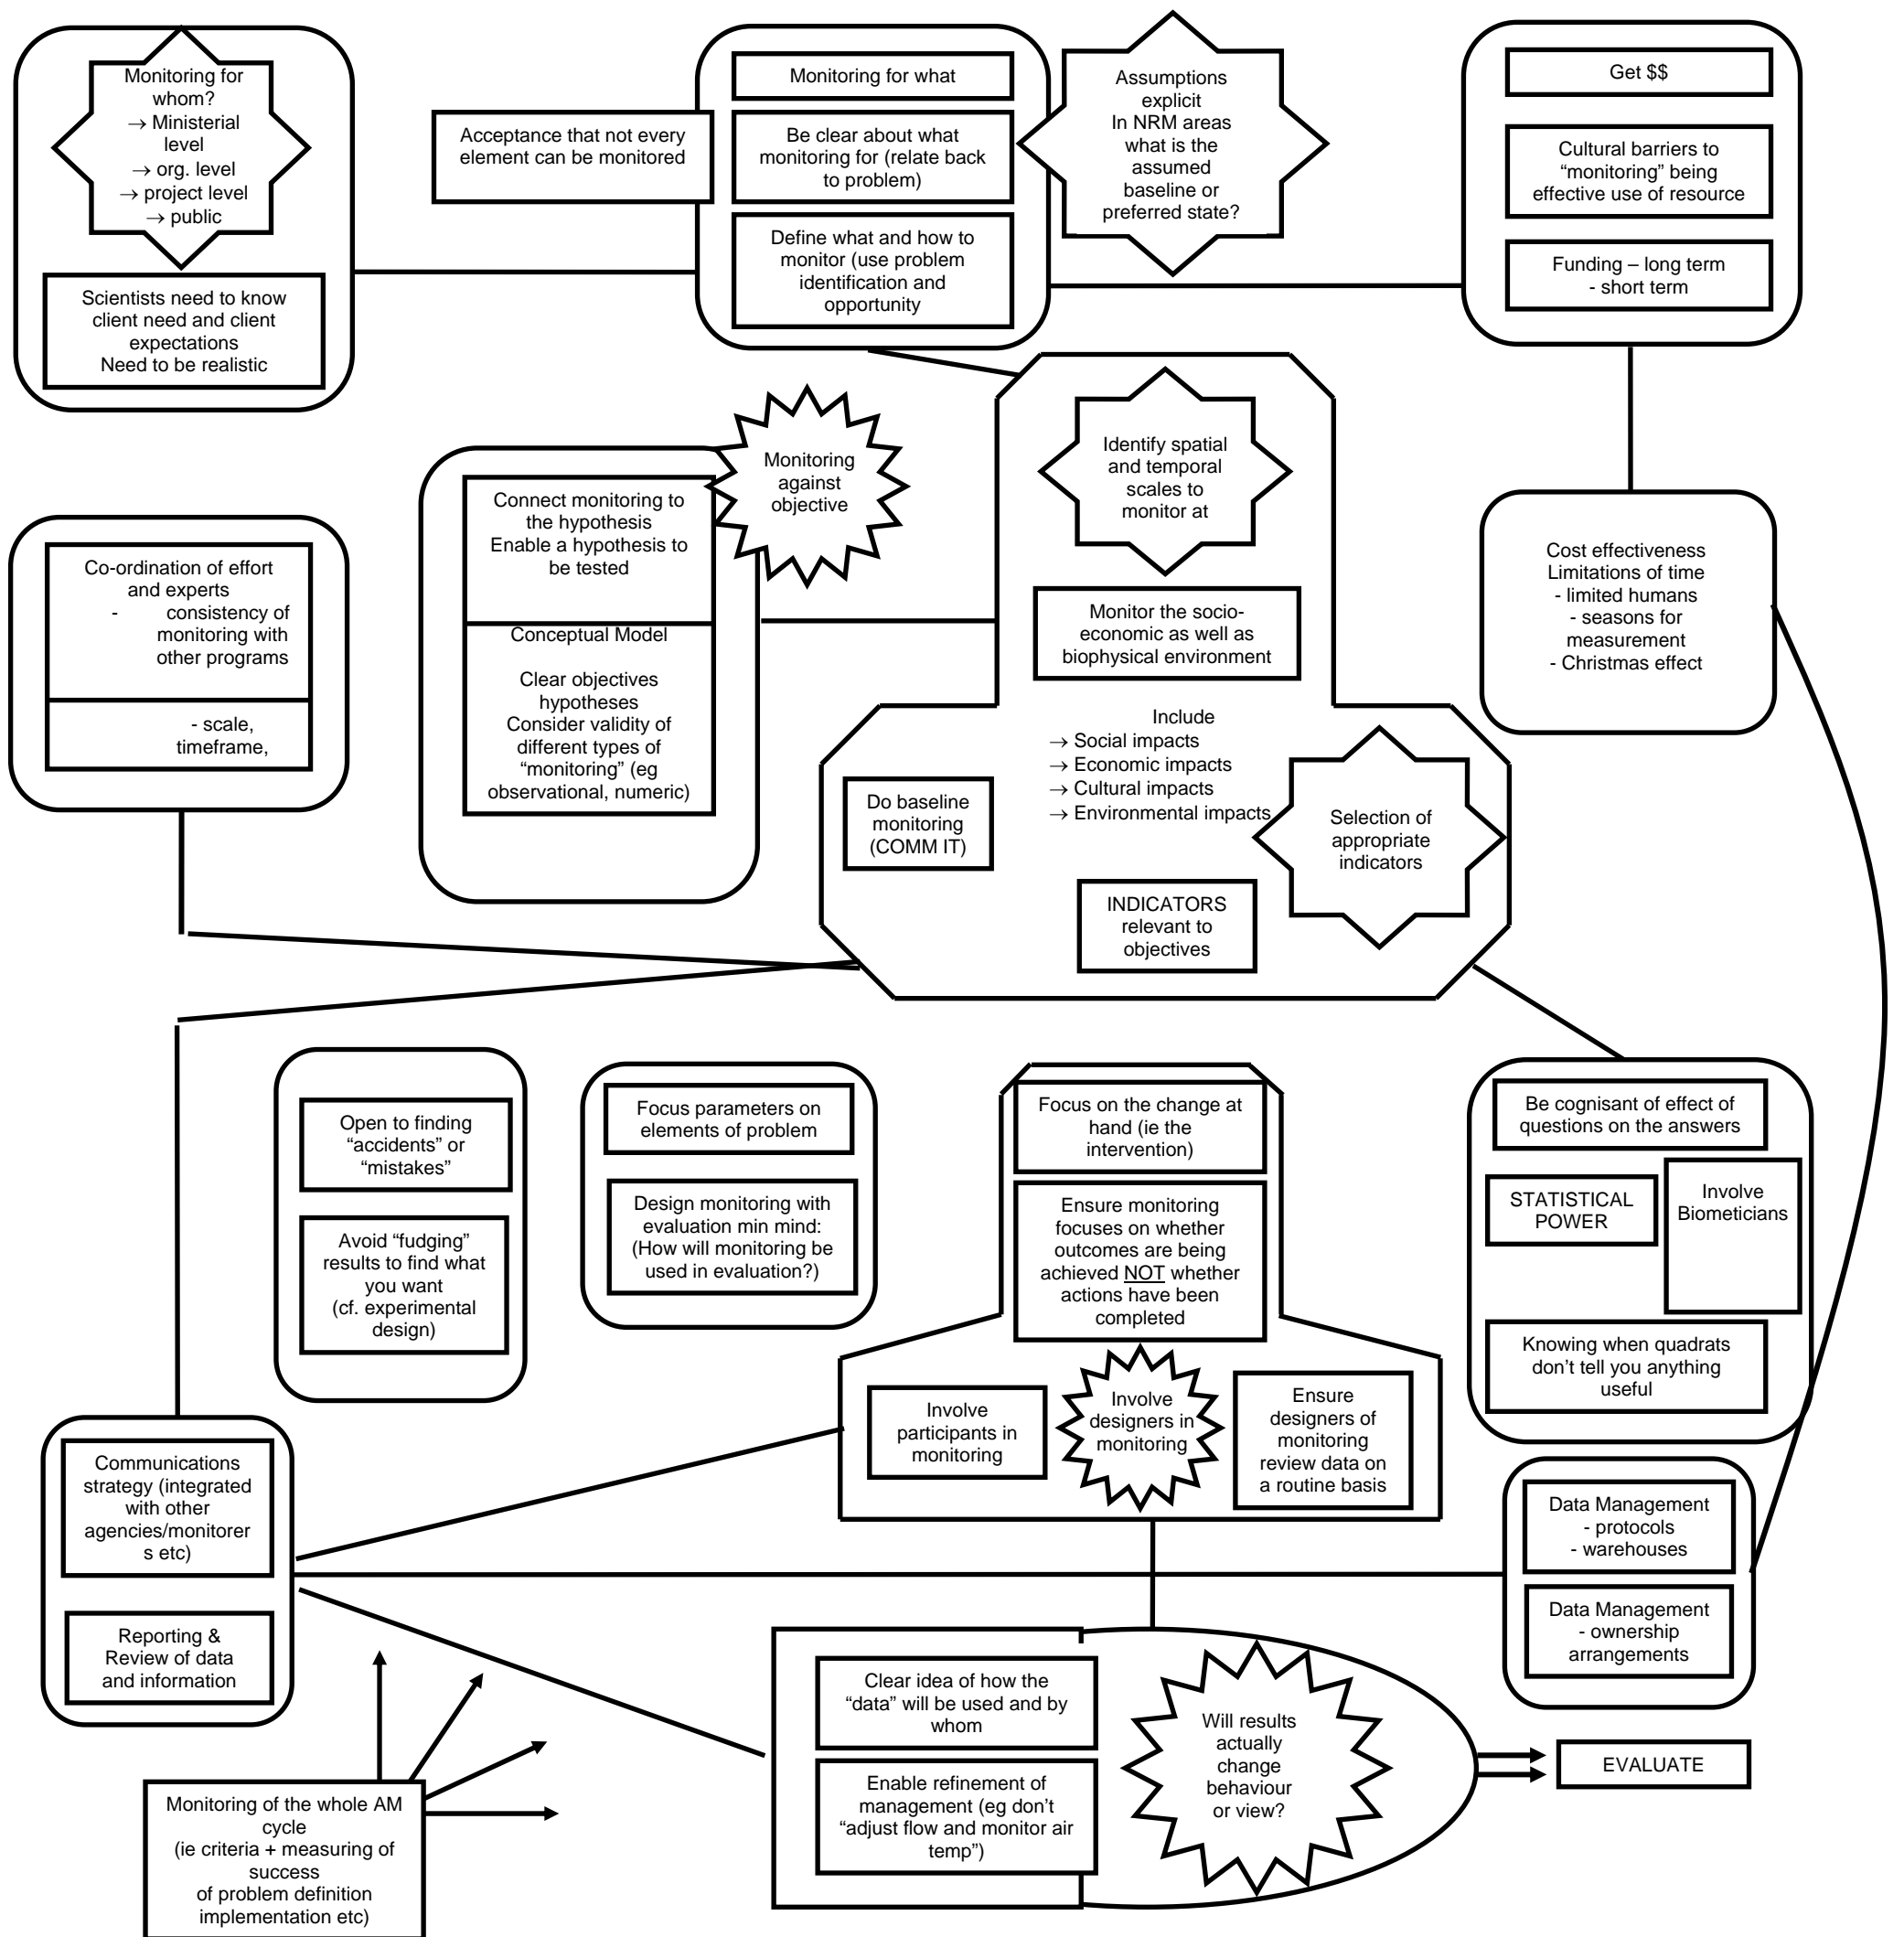 Monitoring for
whom?
→ Ministerial
level
→ org. level
→ project level
→ public
Scientists need to know
client need and client
expectations
Need to be realistic
Acceptance that not every
element can be monitored
Monitoring for what
Be clear about what
monitoring for (relate back
to problem)
Define what and how to
monitor (use problem
identification and
opportunity
Assumptions
explicit
In NRM areas
what is the
assumed
baseline or
preferred state?
Get $$
Cultural barriers to
“monitoring” being
effective use of resource
Funding – long term
- short term
Co-ordination of effort
and experts
- consistency of
monitoring with
other programs
- scale,
timeframe,
Connect monitoring to
the hypothesis
Enable a hypothesis to
be tested
Conceptual Model
Clear objectives
hypotheses
Consider validity of
different types of
“monitoring” (eg
observational, numeric)
Monitoring
against
objective
Identify spatial
and temporal
scales to
monitor at
Monitor the socio-
economic as well as
biophysical environment
Include
→ Social impacts
→ Economic impacts
→ Cultural impacts
→ Environmental impacts
Do baseline
monitoring
(COMM IT)
Selection of
appropriate
indicators
INDICATORS
relevant to
objectives
Cost effectiveness
Limitations of time
- limited humans
- seasons for
measurement
- Christmas effect
Open to finding
“accidents” or
“mistakes”
Avoid “fudging”
results to find what
you want
(cf. experimental
design)
Focus parameters on
elements of problem
Design monitoring with
evaluation min mind:
(How will monitoring be
used in evaluation?)
Focus on the change at
hand (ie the
intervention)
Ensure monitoring
focuses on whether
outcomes are being
achieved NOT whether
actions have been
completed
Involve
participants in
monitoring
Involve
designers in
monitoring
Ensure
designers of
monitoring
review data on
a routine basis
Be cognisant of effect of
questions on the answers
STATISTICAL
POWER
Involve
Biometicians
Knowing when quadrats
don’t tell you anything
useful
Communications
strategy (integrated
with other
agencies/monitorer
s etc)
Reporting &
Review of data
and information
Data Management
- protocols
- warehouses
Data Management
- ownership
arrangements
Monitoring of the whole AM
cycle
(ie criteria + measuring of
success
of problem definition
implementation etc)
Clear idea of how the
“data” will be used and by
whom
Enable refinement of
management (eg don’t
“adjust flow and monitor air
temp”)
Will results
actually
change
behaviour
or view?
EVALUATE